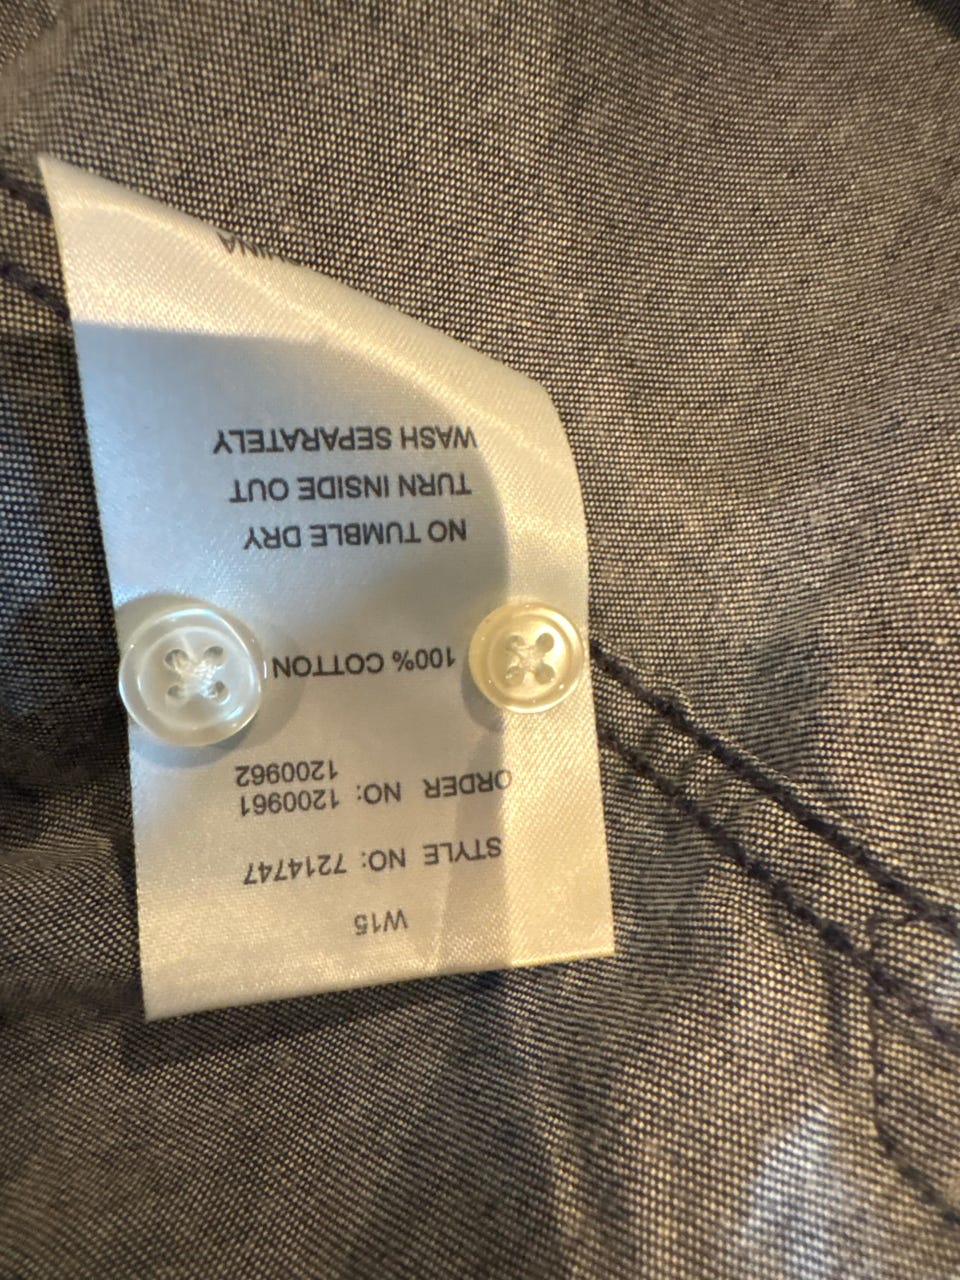 W15
STYLE NO: 7214747
ORDER NO: 1200961
1200962
100% COTTON
NO TUMBLE DRY
TURN INSIDE OUT
WASH SEPARATELY